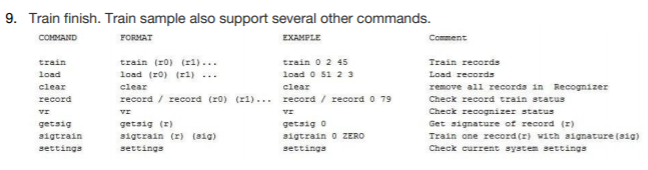 9. Train finish. Train sample also support several other commands.
COMMAND FORMAT EXAMPLE Comment
train train (r0) (r1)... train 0 2 45 Train records
load load (r0) (r1) ... load 0 51 2 3 Load records
clear clear clear remove all records in Recognizer
record record / record (r0) (r1)... record / record 0 79 Check record train status
vr vr vr Check recognizer status
getsig getsig (r) getsig 0 Get signature of record (r)
sigtrain sigtrain (r) (sig) sigtrain 0 ZERO Train one record(r) with signature(sig)
settings settings settings Check current system settings